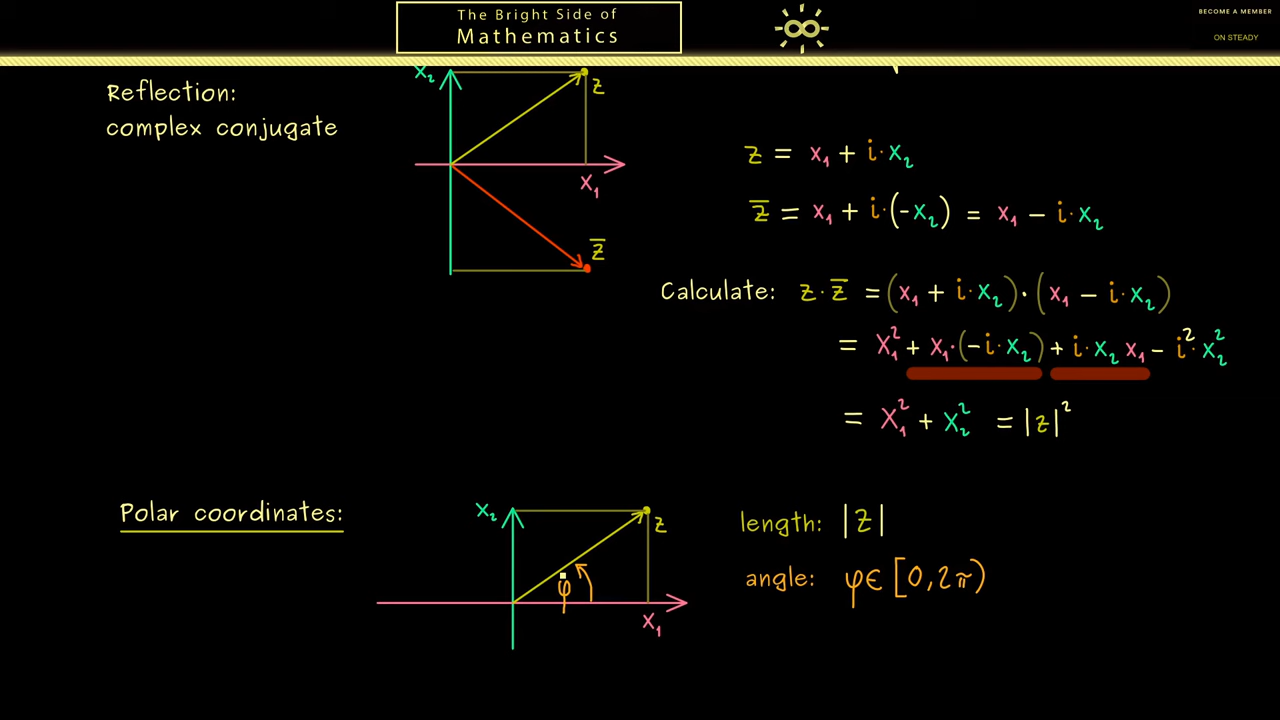 The Bright Side of
Mathematics
BECOME A MEMBER
ON STEADY
Reflection:
complex conjugate
x₂
z
x₁
z̅
z = x₁ + i·x₂
z̅ = x₁ + i·(-x₂) = x₁ - i·x₂
Calculate: z·z̅ = (x₁ + i·x₂)·(x₁ - i·x₂)
= x₁² + x₁·(-i·x₂) + i·x₂x₁ - i²·x₂²
= x₁² + x₂² = |z|²
Polar coordinates:
x₂
z
φ
x₁
length: |z|
angle: φ∈[0,2π)